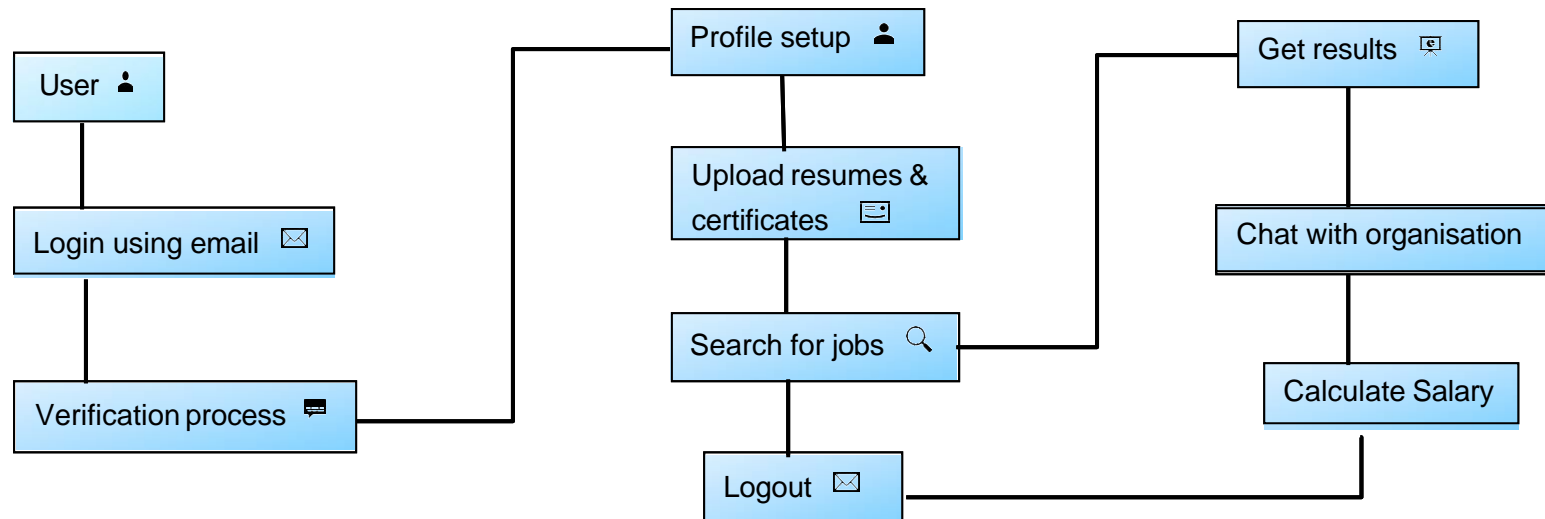 User
Login using email
Verification process
Profile setup
Upload resumes &
certificates
Search for jobs
Logout
Get results
Chat with organisation
Calculate Salary